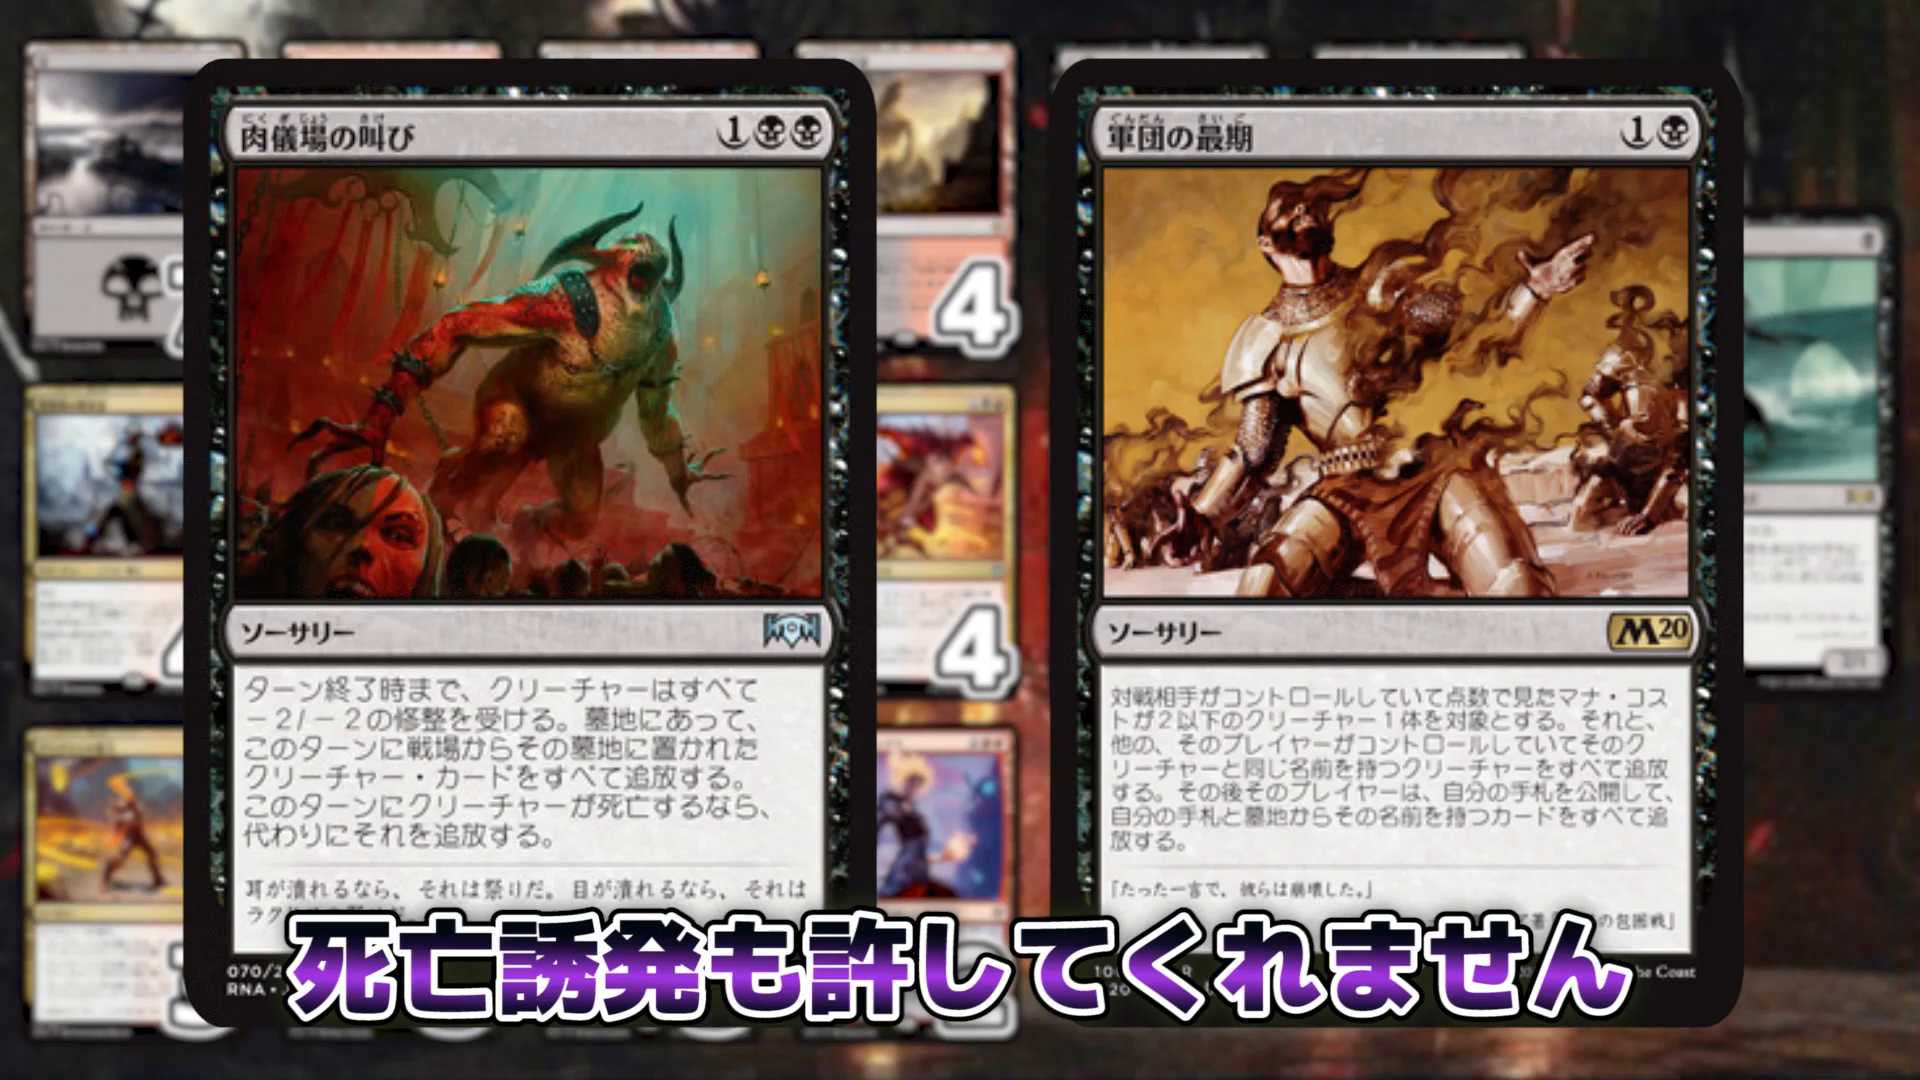 肉儀場の叫び
1
ソーサリー
ターン終了時まで、クリーチャーはすべて
－2/－2の修整を受ける。墓地にあって、
このターンに戦場からその墓地に置かれた
クリーチャー・カードをすべて追放する。
このターンにクリーチャーが死亡するなら、
代わりにそれを追放する。
耳が潰れるなら、それは祭りだ。目が潰れるなら、それは
070/2
RNA
軍団の最期
1
ソーサリー
M20
対戦相手がコントロールしていて点数で見たマナ・コス
トが2以下のクリーチャー1体を対象とする。それと、
他の、そのプレイヤーがコントロールしていてそのク
リーチャーと同じ名前を持つクリーチャーをすべて追放
する。その後そのプレイヤーは、自分の手札を公開して、
自分の手札と墓地からその名前を持つカードをすべて追
放する。
「たった一言で、彼らは崩壊した。」
の包囲戦」
he Coast
4
4
死亡誘発も許してくれません